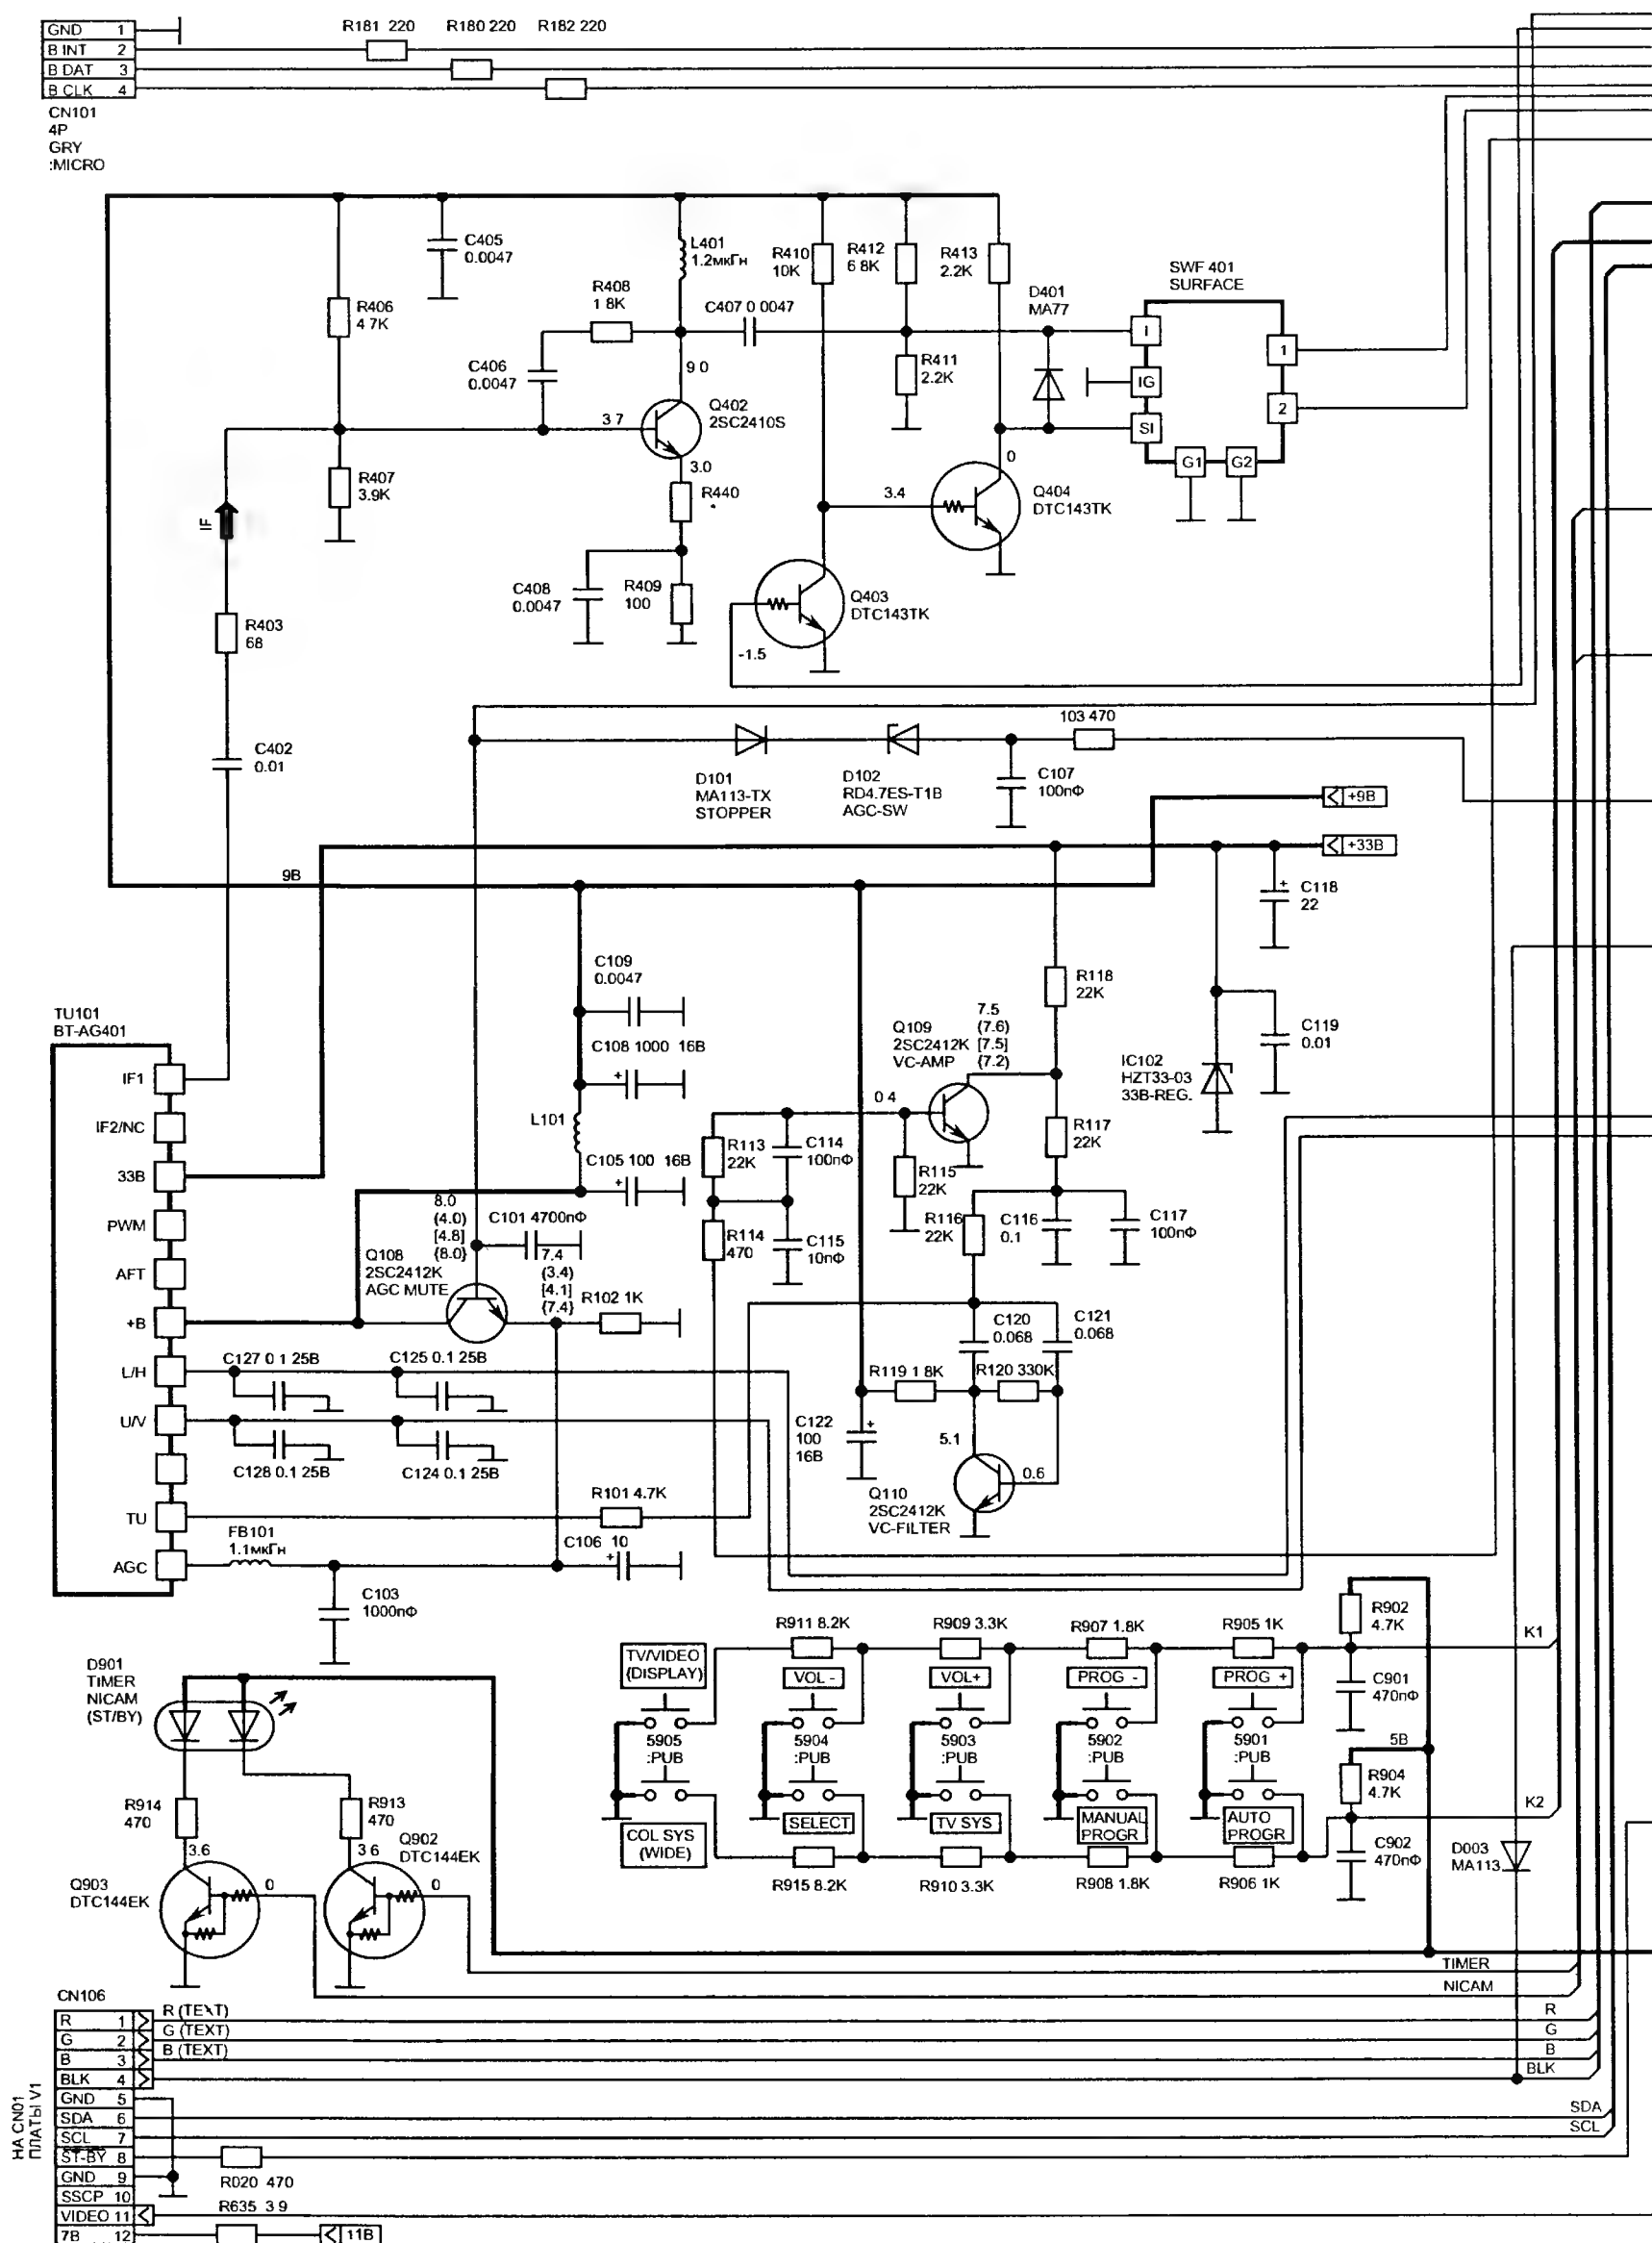 GND 1
B INT 2
B DAT 3
B CLK 4
CN101
4P
GRY
:MICRO
R181 220
R180 220
R182 220
C405
0.0047
L401
1.2мкГн
R410
10K
R412
6 8K
R413
2.2K
SWF 401
SURFACE
D401
MA77
R406
4 7K
R408
1 8K
C407 0 0047
I
IG
SI
G1
G2
1
2
C406
0.0047
9 0
R411
2.2K
Q402
2SC2410S
3 7
3.0
R407
3.9K
R440
0
3.4
Q404
DTC143TK
IF
C408
0.0047
R409
100
Q403
DTC143TK
-1.5
R403
68
C402
0.01
103 470
D101
MA113-TX
STOPPER
D102
RD4.7ES-T1B
AGC-SW
C107
100пФ
+9В
+33В
9В
C118
22
C109
0.0047
C108 1000 16В
L101
C105 100 16В
R118
22K
7.5
(7.6)
[7.5]
{7.2}
Q109
2SC2412K
VC-AMP
0 4
IC102
HZT33-03
33В-REG.
C119
0.01
TU101
BT-AG401
IF1
IF2/NC
33В
PWM
AFT
+В
L/H
U/V
TU
AGC
R113
22K
C114
100пФ
R115
22K
R117
22K
R114
470
C115
10пФ
R116
22K
C116
0.1
C117
100пФ
8.0
(4.0)
[4.8]
{8.0}
C101 4700пФ
7.4
(3.4)
[4.1]
{7.4}
Q108
2SC2412K
AGC MUTE
R102 1K
C120
0.068
C121
0.068
C127 0 1 25В
C125 0.1 25В
C128 0.1 25В
C124 0.1 25В
R119 1 8K
R120 330K
C122
100
16В
5.1
0.6
Q110
2SC2412K
VC-FILTER
R101 4.7K
FB101
1.1мкГн
C106 10
C103
1000пФ
D901
TIMER
NICAM
(ST/BY)
TV/VIDEO
(DISPLAY)
R911 8.2K
R909 3.3K
R907 1.8K
R905 1K
R902
4.7K
K1
VOL -
VOL+
PROG -
PROG +
C901
470пФ
5905
:PUB
5904
:PUB
5903
:PUB
5902
:PUB
5901
:PUB
5В
R904
4.7K
K2
COL SYS
(WIDE)
SELECT
TV SYS
MANUAL
PROGR
AUTO
PROGR
C902
470пФ
D003
MA113
R915 8.2K
R910 3.3K
R908 1.8K
R906 1K
R914
470
R913
470
3.6
3 6
Q902
DTC144EK
Q903
DTC144EK
0
0
TIMER
NICAM
CN106
R 1
G 2
B 3
BLK 4
GND 5
SDA 6
SCL 7
ST-BY 8
GND 9
SSCP 10
VIDEO 11
7В 12
R (TEXT)
G (TEXT)
B (TEXT)
R
G
B
BLK
SDA
SCL
НА CN01
ПЛАТЫ V1
R020 470
R635 3 9
11В